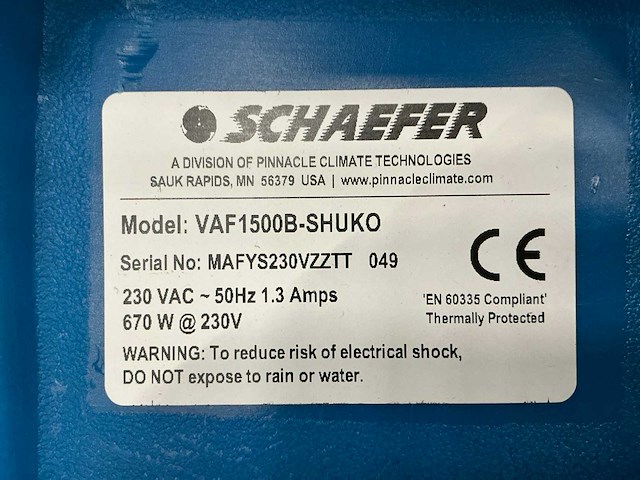 SCHAEFER
A DIVISION OF PINNACLE CLIMATE TECHNOLOGIES
SAUK RAPIDS, MN 56379 USA | www.pinnacleclimate.com
Model: VAF1500B-SHUKO
Serial No: MAFYS230VZZTT 049
CE
230 VAC ~ 50Hz 1.3 Amps
670 W @ 230V
'EN 60335 Compliant'
Thermally Protected
WARNING: To reduce risk of electrical shock,
DO NOT expose to rain or water.